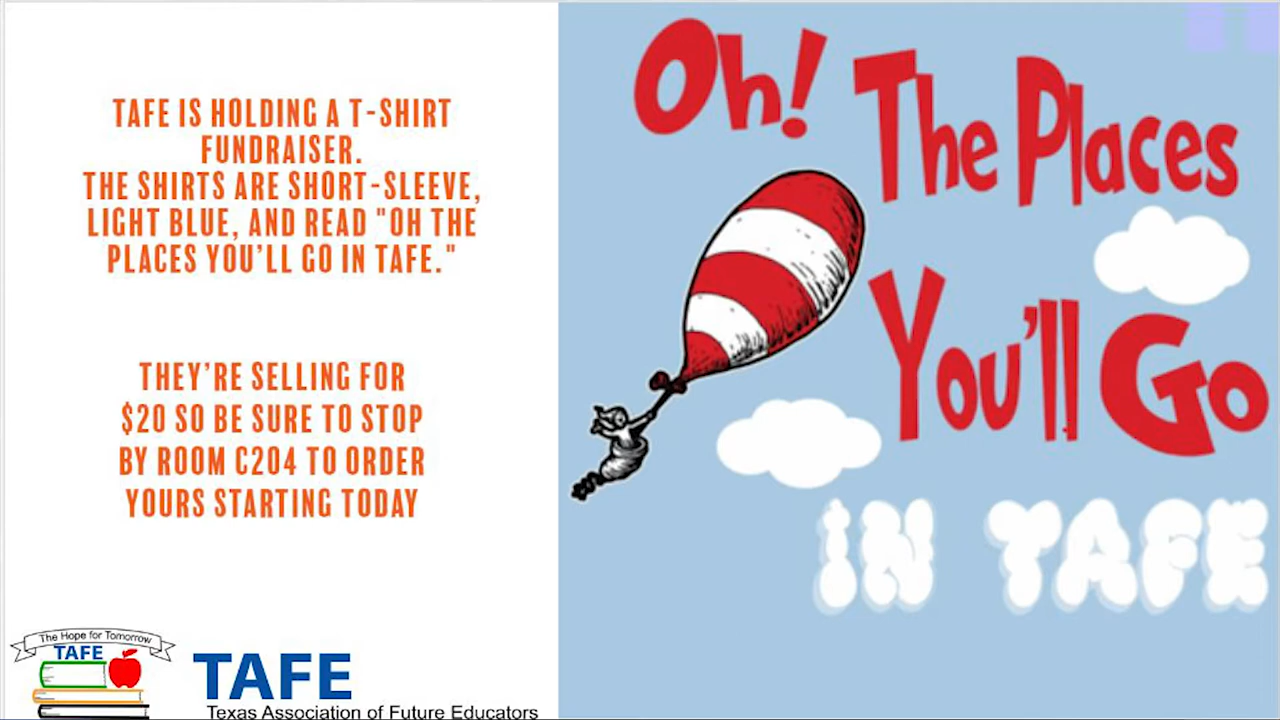 TAFE IS HOLDING A T-SHIRT
FUNDRAISER.
THE SHIRTS ARE SHORT-SLEEVE,
LIGHT BLUE, AND READ "OH THE
PLACES YOU'LL GO IN TAFE."
THEY'RE SELLING FOR
$20 SO BE SURE TO STOP
BY ROOM C204 TO ORDER
YOURS STARTING TODAY
The Hope for Tomorrow
TAFE
TAFE
Texas Association of Future Educators
Oh! The Places
You'll Go
IN TAFE